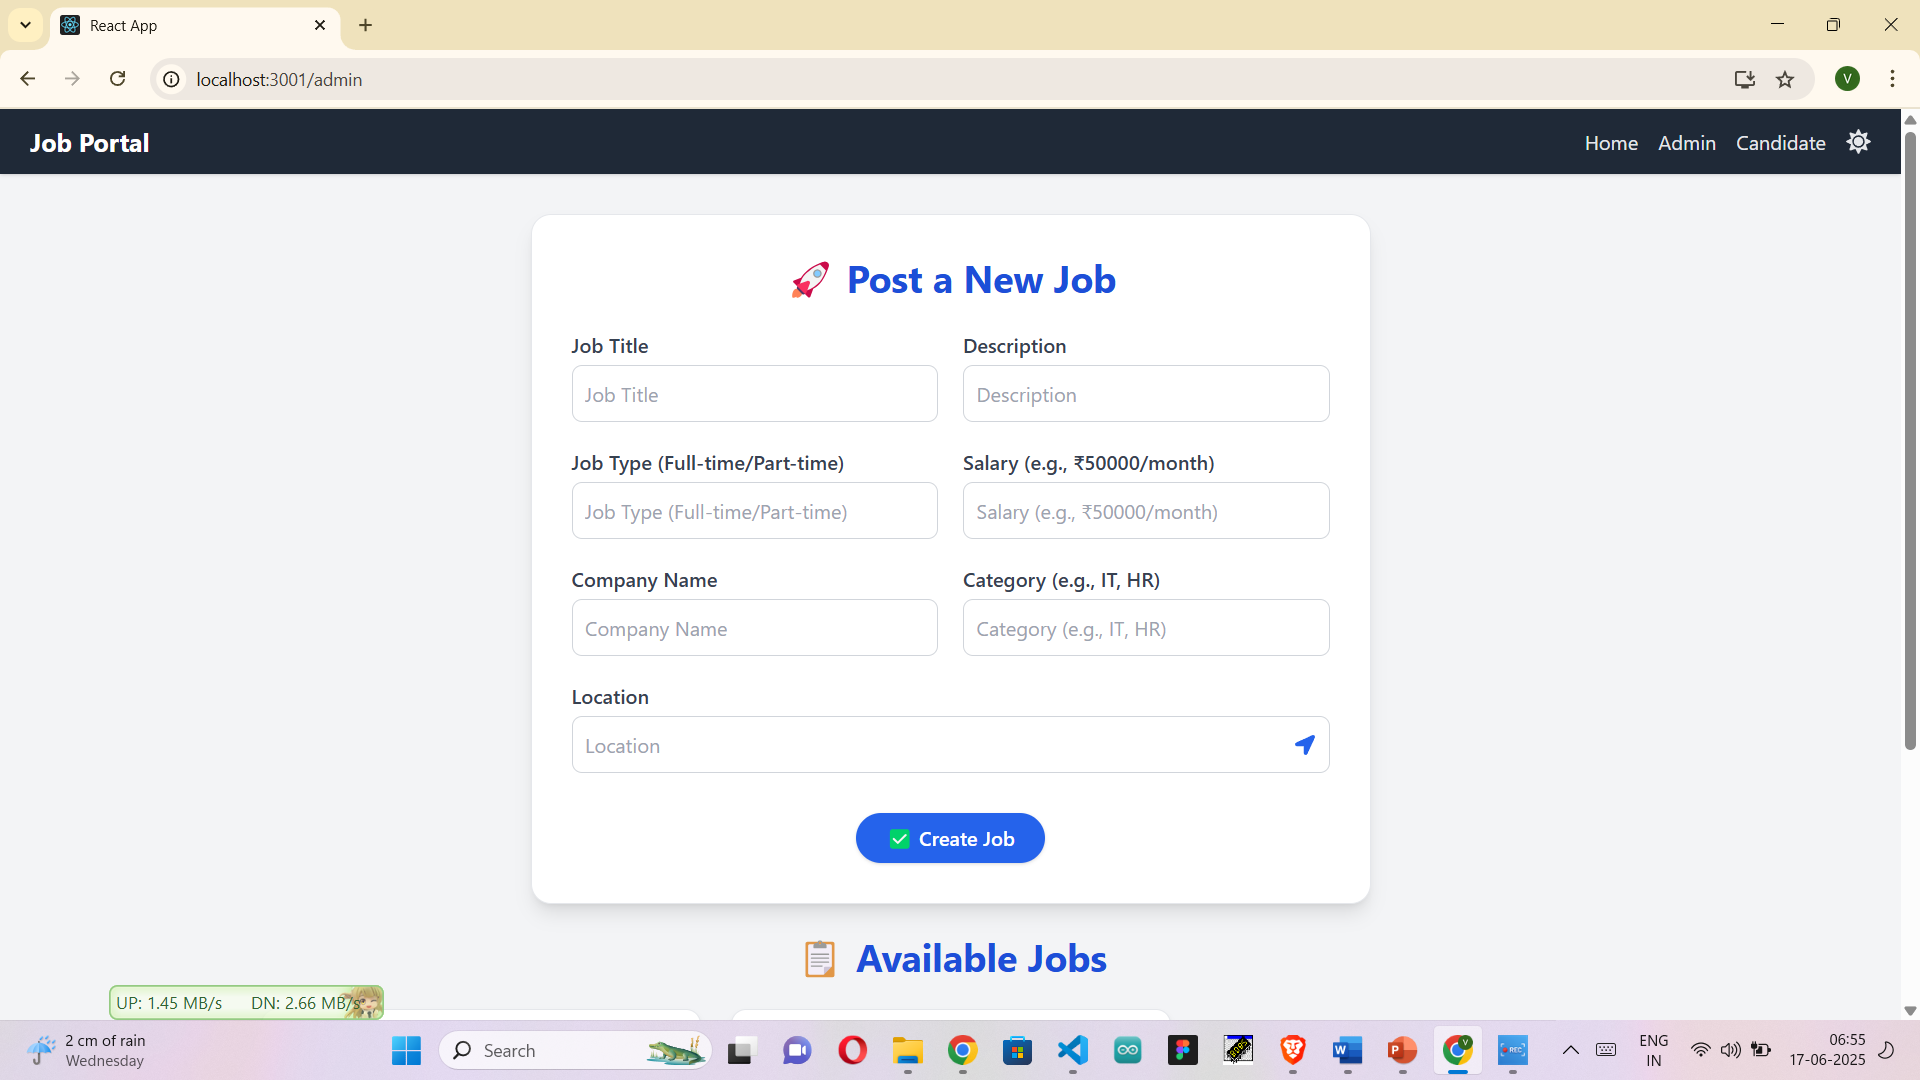 React App
localhost:3001/admin
V
Job Portal
Home Admin Candidate
🚀 Post a New Job
Job Title Description
Job Title Description
Job Type (Full-time/Part-time) Salary (e.g., ₹50000/month)
Job Type (Full-time/Part-time) Salary (e.g., ₹50000/month)
Company Name Category (e.g., IT, HR)
Company Name Category (e.g., IT, HR)
Location
Location
✅ Create Job
📋 Available Jobs
UP: 1.45 MB/s DN: 2.66 MB/s
2 cm of rain
Wednesday
Search
W
P
V
REC
ENG
IN
06:55
17-06-2025